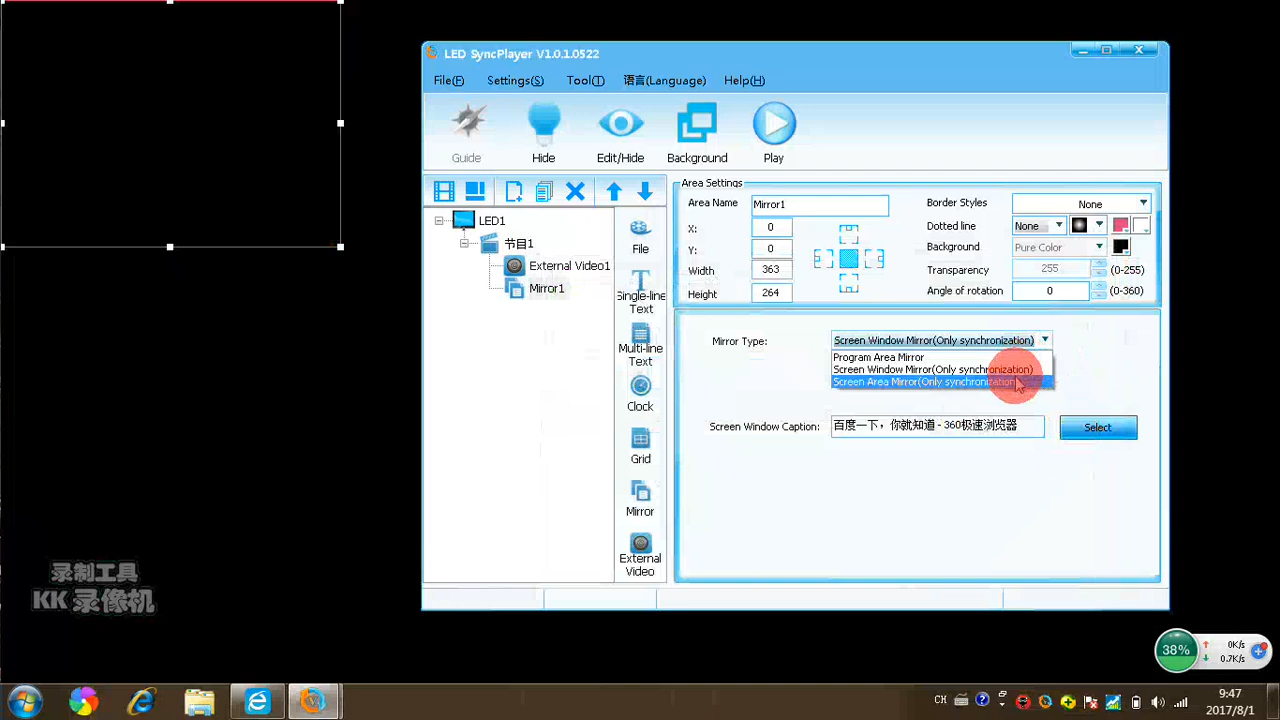 LED SyncPlayer V1.0.1.0522
File(F) Settings(S) Tool(T) 语言(Language) Help(H)
Guide Hide Edit/Hide Background Play
LED1
节目1
External Video1
Mirror1
File
Single-line
Text
Multi-line
Text
Clock
Grid
Mirror
External
Video
Area Settings
Area Name Mirror1
X: 0
Y: 0
Width 363
Height 264
Border Styles None
Dotted line None
Background Pure Color
Transparency 255 (0-255)
Angle of rotation 0 (0-360)
Mirror Type: Screen Window Mirror(Only synchronization)
Program Area Mirror
Screen Window Mirror(Only synchronization)
Screen Area Mirror(Only synchronization)
Screen Window Caption: 百度一下，你就知道 - 360极速浏览器 Select
录制工具
KK 录像机
38% 0K/s
0.7K/s
CH 9:47
2017/8/1